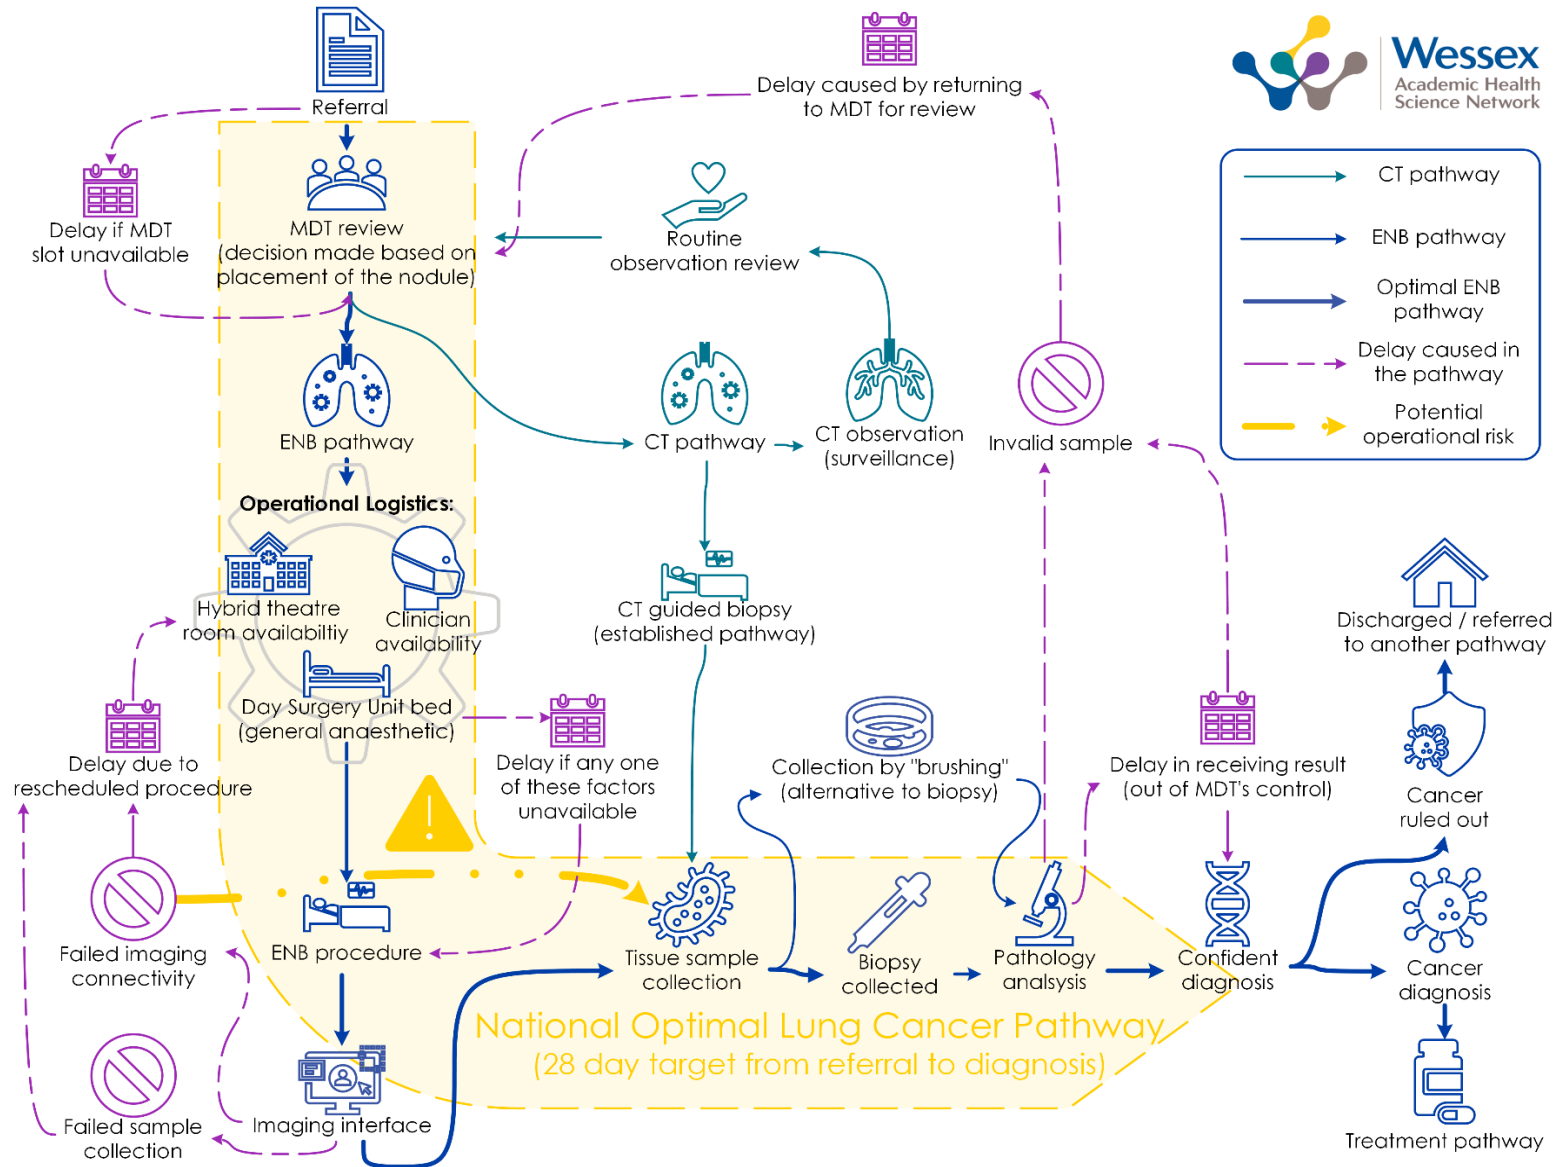 Referral
Delay caused by returning
to MDT for review
Wessex
Academic Health
Science Network
CT pathway
ENB pathway
Optimal ENB
pathway
Delay caused in
the pathway
Potential
operational risk
Delay if MDT
slot unavailable
MDT review
(decision made based on
placement of the nodule)
Routine
observation review
ENB pathway
CT pathway
CT observation
(surveillance)
Invalid sample
Operational Logistics:
Hybrid theatre
room availabiltiy
Clinician
availability
CT guided biopsy
(established pathway)
Discharged / referred
to another pathway
Day Surgery Unit bed
(general anaesthetic)
Delay due to
rescheduled procedure
Delay if any one
of these factors
unavailable
Collection by "brushing"
(alternative to biopsy)
Delay in receiving result
(out of MDT's control)
Cancer
ruled out
Failed imaging
connectivity
ENB procedure
Tissue sample
collection
Biopsy
collected
Pathology
analsysis
Confident
diagnosis
Cancer
diagnosis
National Optimal Lung Cancer Pathway
(28 day target from referral to diagnosis)
Failed sample
collection
Imaging interface
Treatment pathway